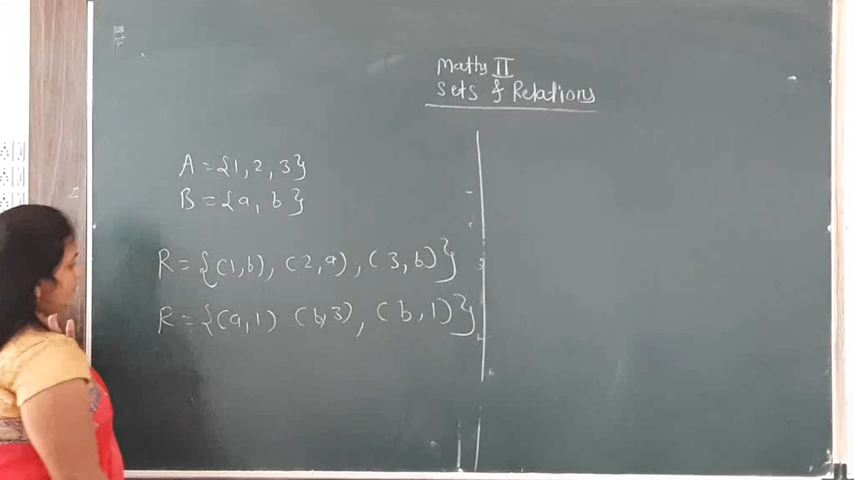 Maths II
Sets & Relations
A = {1, 2, 3}
B = {a, b}
R = {(1,b), (2,a), (3,b)}
R = {(a,1) (b,3), (b,1)}